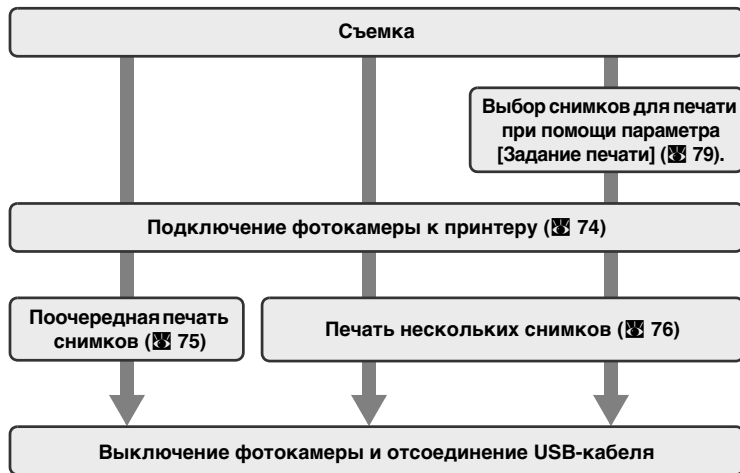 Съемка
Выбор снимков для печати
при помощи параметра
[Задание печати] (79).
Подключение фотокамеры к принтеру (74)
Поочередная печать
снимков (75)
Печать нескольких снимков (76)
Выключение фотокамеры и отсоединение USB-кабеля